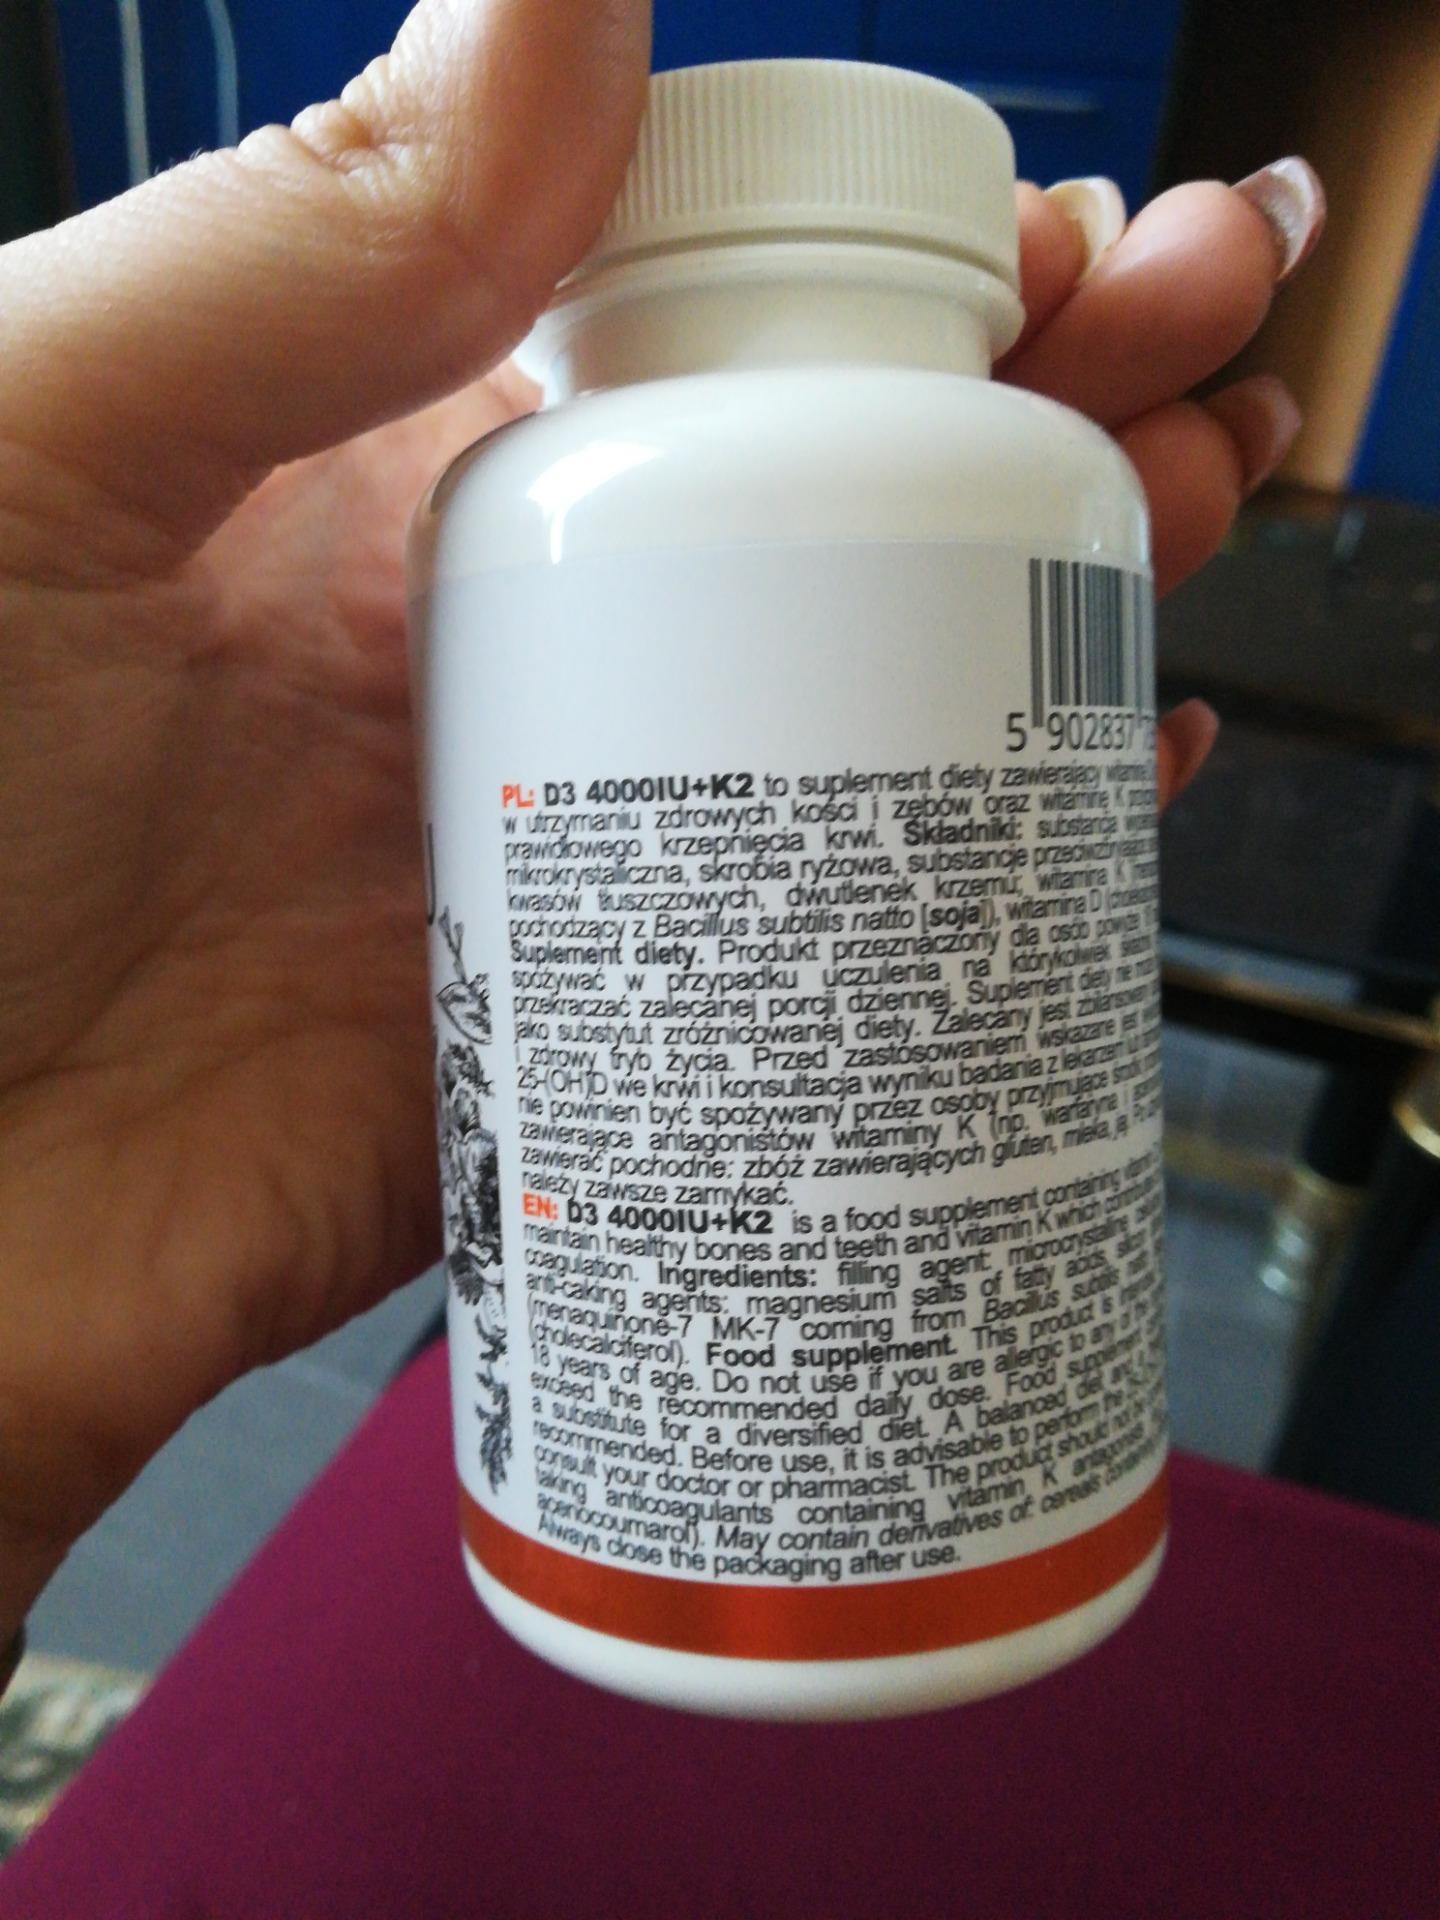 5 902837
PL: D3 4000IU+K2 to suplement diety zawierający
w utrzymaniu zdrowych kości i zębów oraz witaminę K
prawidłowego krzepnięcia krwi. Składniki: substancja
mikrokrystaliczna, skrobia ryżowa, substancje
kwasów tłuszczowych, dwutlenek krzemu; witamina K
pochodzący z Bacillus subtilis natto [soja]), witamina D
Suplement diety. Produkt przeznaczony dla osób powyżej
spożywać w przypadku uczulenia na którykolwiek
przekraczać zalecanej porcji dziennej. Suplement diety nie
jako substytut zróżnicowanej diety. Zalecany jest
i zdrowy tryb życia. Przed zastosowaniem wskazane jest
25-(OH)D we krwi i konsultacja wyniku badania z lekarzem
nie powinien być spożywany przez osoby przyjmujące
zawierające antagonistów witaminy K (np. warfaryna i
zawierać pochodne: zbóż zawierających gluten, mleka,
należy zawsze zamykać.
EN: D3 4000IU+K2 is a food supplement containing
maintain healthy bones and teeth and vitamin K which
coagulation. Ingredients: filling agent: microcrystalline
anti-caking agents: magnesium salts of fatty acids,
(menaquinone-7 MK-7 coming from Bacillus subtilis
(cholecalciferol). Food supplement. This product is
18 years of age. Do not use if you are allergic to any of the
exceed the recommended daily dose. Food supplement
a substitute for a diversified diet. A balanced diet and
recommended. Before use, it is advisable to perform the
consult your doctor or pharmacist. The product should not
taking anticoagulants containing vitamin K
acenocoumarol). May contain derivatives of: cereals
Always close the packaging after use.